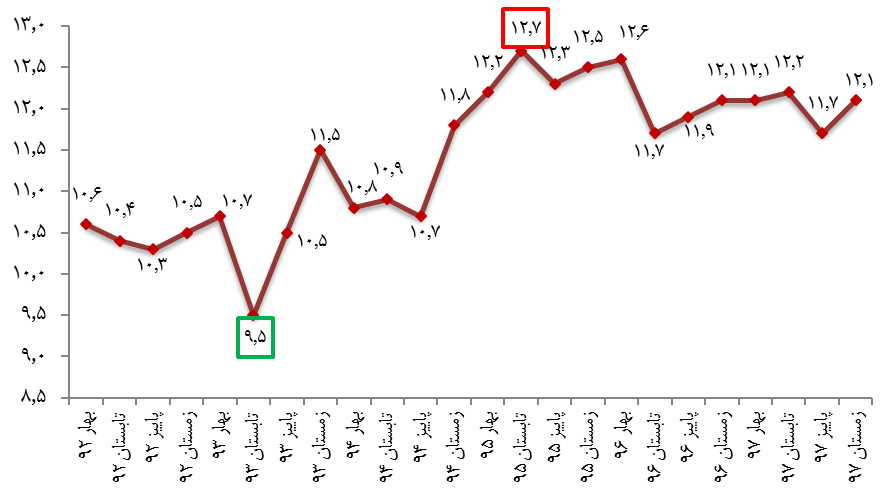 ۱۳٫۰
۱۲٫۵
۱۲٫۰
۱۱٫۵
۱۱٫۰
۱۰٫۵
۱۰٫۰
۹٫۵
۹٫۰
۸٫۵
۱۰٫۶
۱۰٫۴
۱۰٫۳
۱۰٫۵
۱۰٫۷
۹٫۵
۱۰٫۵
۱۱٫۵
۱۰٫۸
۱۰٫۹
۱۰٫۷
۱۱٫۸
۱۲٫۲
۱۲٫۷
۱۲٫۳
۱۲٫۵
۱۲٫۶
۱۱٫۷
۱۱٫۹
۱۲٫۱
۱۲٫۱
۱۲٫۲
۱۱٫۷
۱۲٫۱
بهار ۹۲
تابستان ۹۲
پاییز ۹۲
زمستان ۹۲
بهار ۹۳
تابستان ۹۳
پاییز ۹۳
زمستان ۹۳
بهار ۹۴
تابستان ۹۴
پاییز ۹۴
زمستان ۹۴
بهار ۹۵
تابستان ۹۵
پاییز ۹۵
زمستان ۹۵
بهار ۹۶
تابستان ۹۶
پاییز ۹۶
زمستان ۹۶
بهار ۹۷
تابستان ۹۷
پاییز ۹۷
زمستان ۹۷